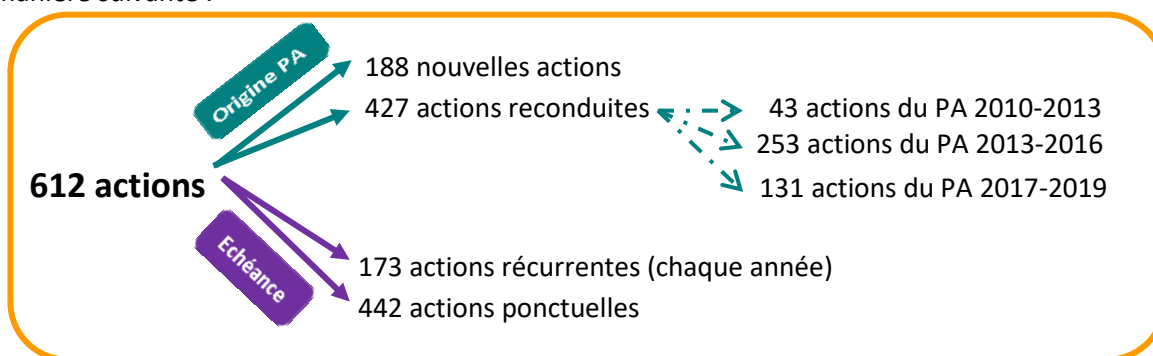 Origine PA
188 nouvelles actions
427 actions reconduites
43 actions du PA 2010-2013
253 actions du PA 2013-2016
131 actions du PA 2017-2019
612 actions
Echéance
173 actions récurrentes (chaque année)
442 actions ponctuelles